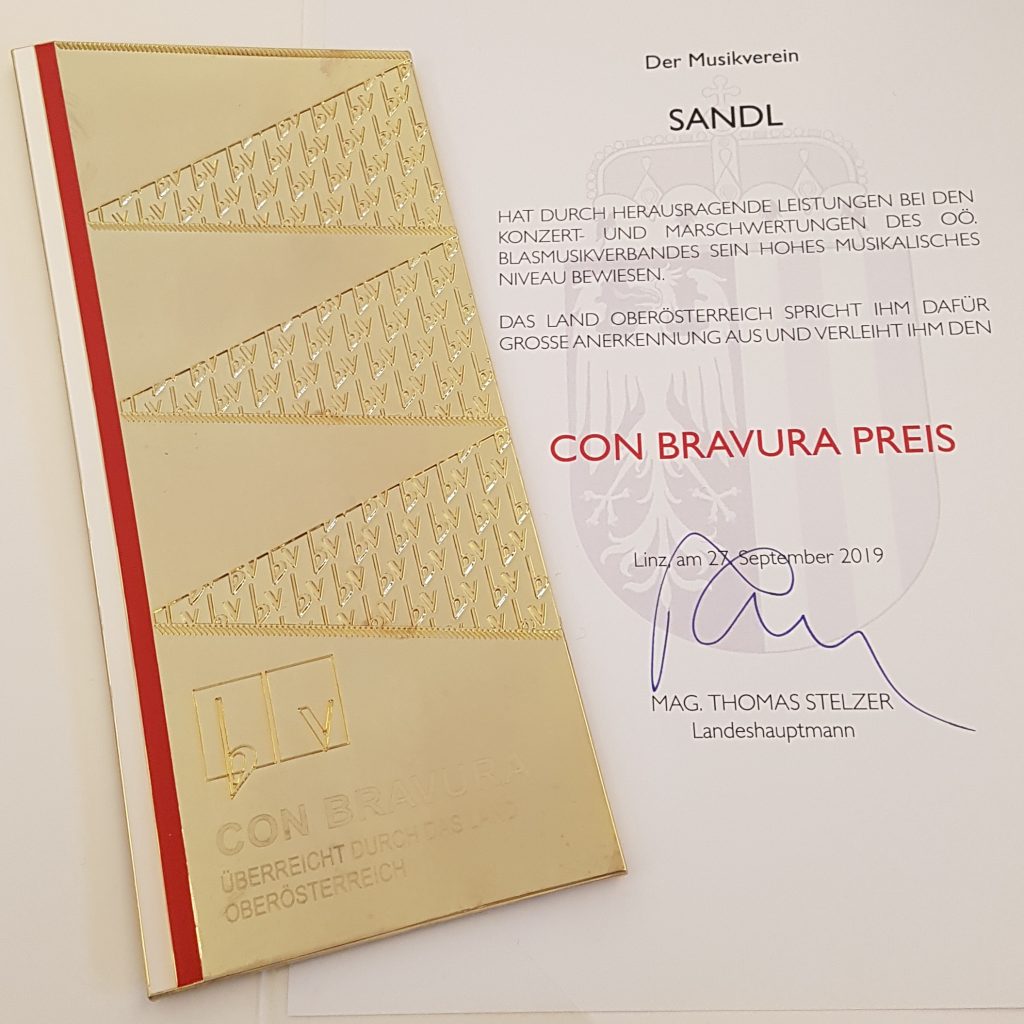 Der Musikverein
SANDL
HAT DURCH HERAUSRAGENDE LEISTUNGEN BEI DEN
KONZERT- UND MARSCHWERTUNGEN DES OÖ.
BLASMUSIKVERBANDES SEIN HOHES MUSIKALISCHES
NIVEAU BEWIESEN.
DAS LAND OBERÖSTERREICH SPRICHT IHM DAFÜR
GROSSE ANERKENNUNG AUS UND VERLEIHT IHM DEN
CON BRAVURA PREIS
Linz, am 27. September 2019
MAG. THOMAS STELZER
Landeshauptmann
b v
CON BRAVURA
ÜBERREICHT DURCH DAS LAND
OBERÖSTERREICH